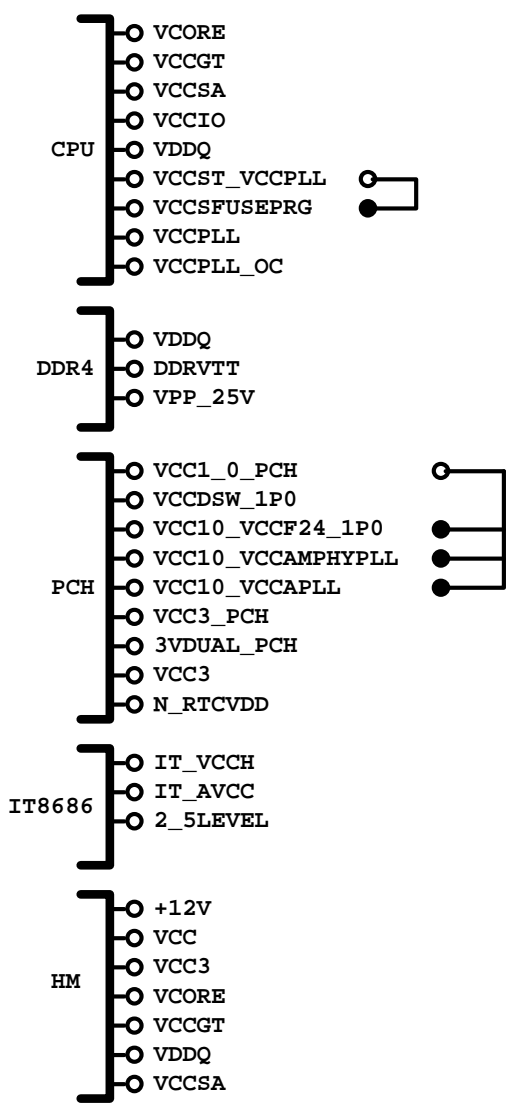 VCORE
VCCGT
VCCSA
VCCIO
CPU VDDQ
VCCST_VCCPLL
VCCSFUSEPRG
VCCPLL
VCCPLL_OC
VDDQ
DDR4 DDRVTT
VPP_25V
VCC1_0_PCH
VCCDSW_1P0
VCC10_VCCF24_1P0
VCC10_VCCAMPHYPLL
PCH VCC10_VCCAPLL
VCC3_PCH
3VDUAL_PCH
VCC3
N_RTCVDD
IT_VCCH
IT_AVCC
IT8686 2_5LEVEL
+12V
VCC
VCC3
HM VCORE
VCCGT
VDDQ
VCCSA